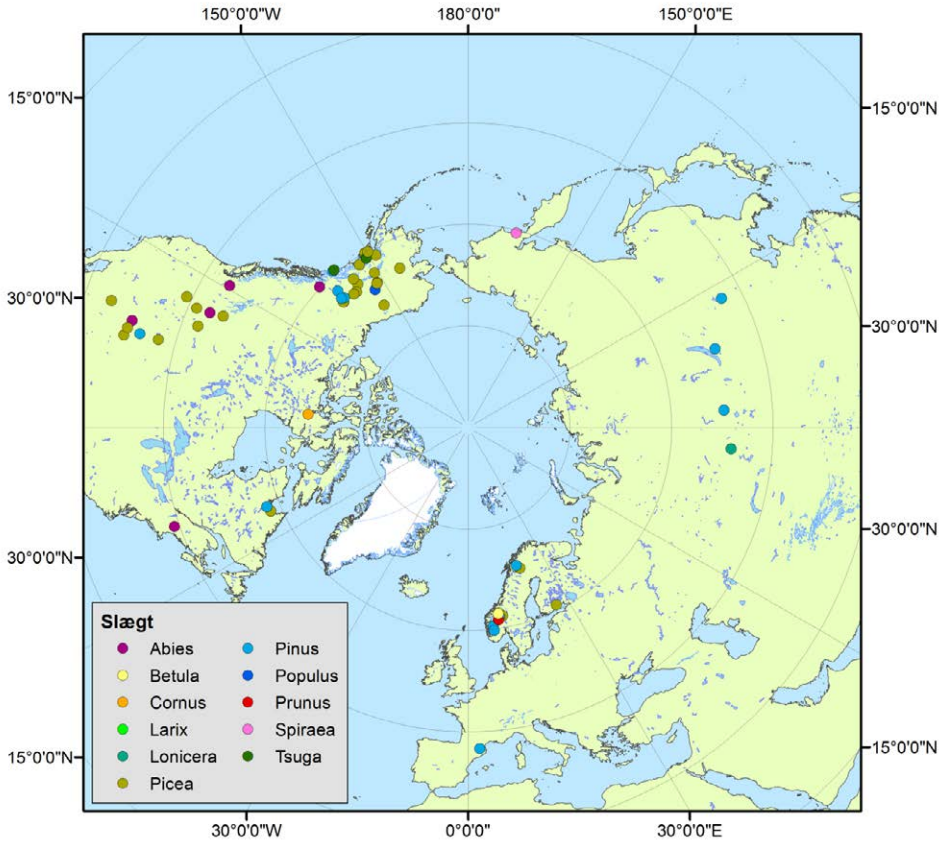 150°0'0"W 180°0'0" 150°0'0"E
15°0'0"N 15°0'0"N
30°0'0"N
30°0'0"N
30°0'0"N
30°0'0"N
15°0'0"N
15°0'0"N
Slægt
Abies Pinus
Betula Populus
Cornus Prunus
Larix Spiraea
Lonicera Tsuga
Picea
30°0'0"W 0°0'0" 30°0'0"E